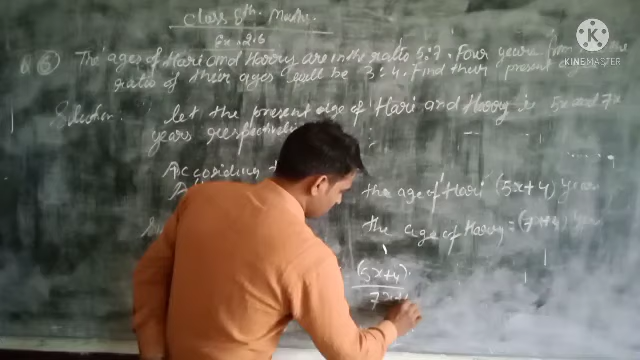 Class 8th. Maths.
Ex. 2.6
Q 6 The ages of Hari and Harry are in the ratio 5:7. Four years from
ratio of their ages will be 3:4. Find their present
Solution: let the present age of Hari and Harry is 5x and 7x
years respectively
According
the age of Hari (5x+4) Years
the age of Harry = (7x+4) Years
(5x+4)
7x+
KINEMASTER